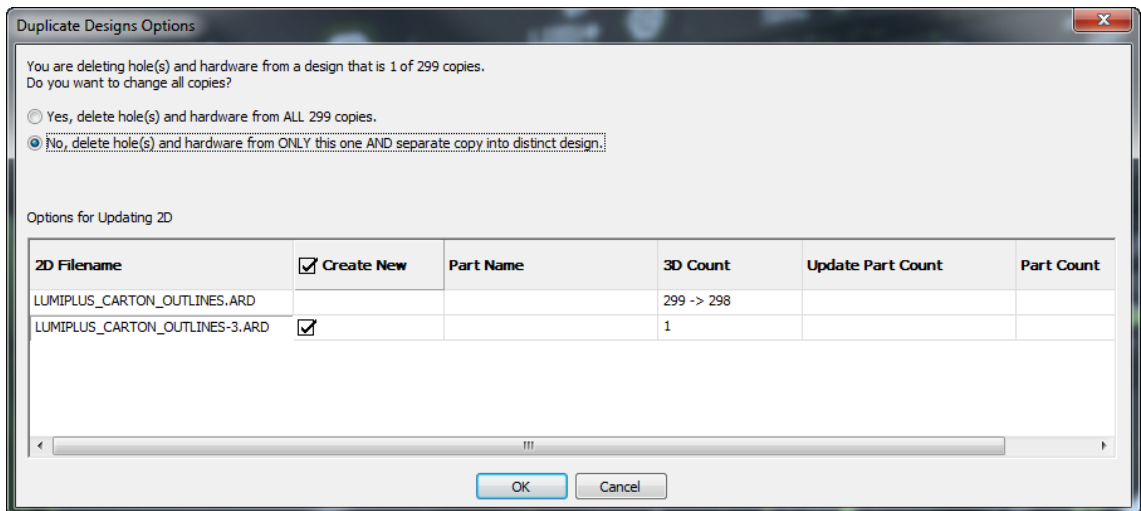 Duplicate Designs Options
You are deleting hole(s) and hardware from a design that is 1 of 299 copies.
Do you want to change all copies?
Yes, delete hole(s) and hardware from ALL 299 copies.
No, delete hole(s) and hardware from ONLY this one AND separate copy into distinct design.
Options for Updating 2D
2D Filename Create New Part Name 3D Count Update Part Count Part Count
LUMIPLUS_CARTON_OUTLINES.ARD 299 -> 298
LUMIPLUS_CARTON_OUTLINES-3.ARD 1
OK Cancel